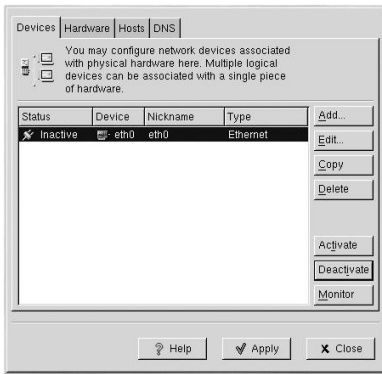 Devices Hardware Hosts DNS
You may configure network devices associated
with physical hardware here. Multiple logical
devices can be associated with a single piece
of hardware.
Status Device Nickname Type
Inactive eth0 eth0 Ethernet
Add...
Edit...
Copy
Delete
Activate
Deactivate
Monitor
Help Apply Close